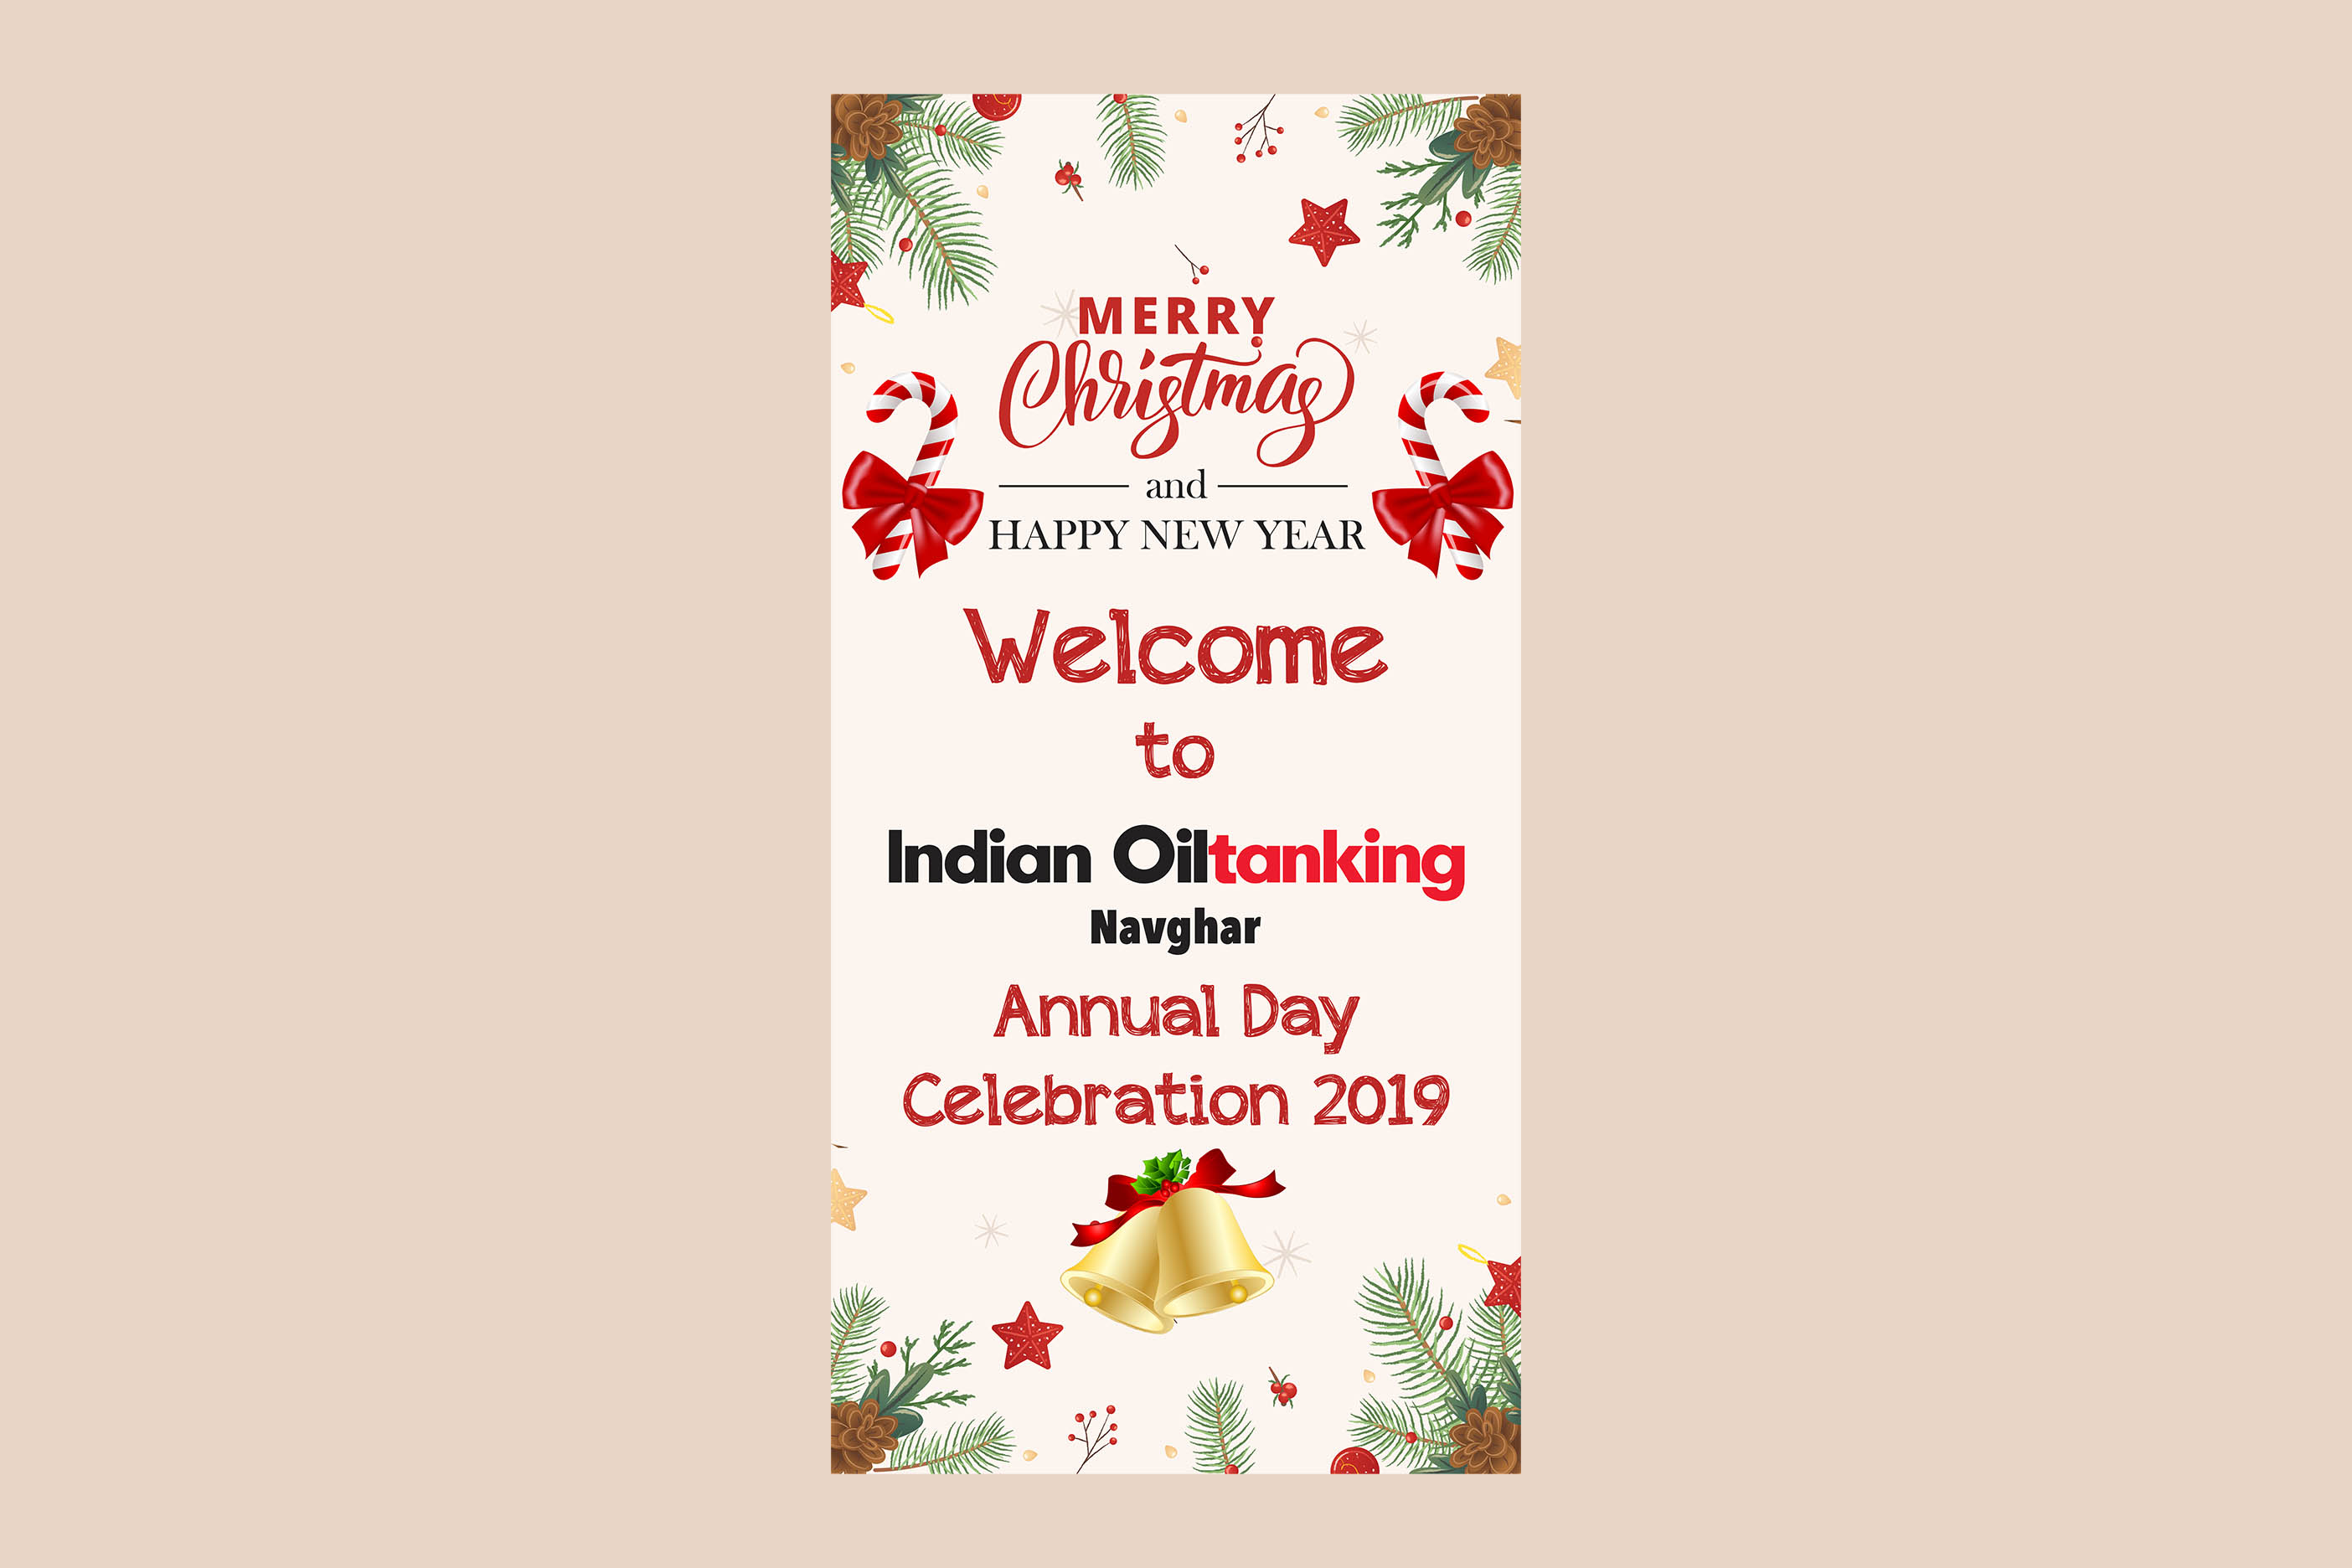 MERRY
Christmas
and
HAPPY NEW YEAR
Welcome
to
Indian Oiltanking
Navghar
Annual Day
Celebration 2019